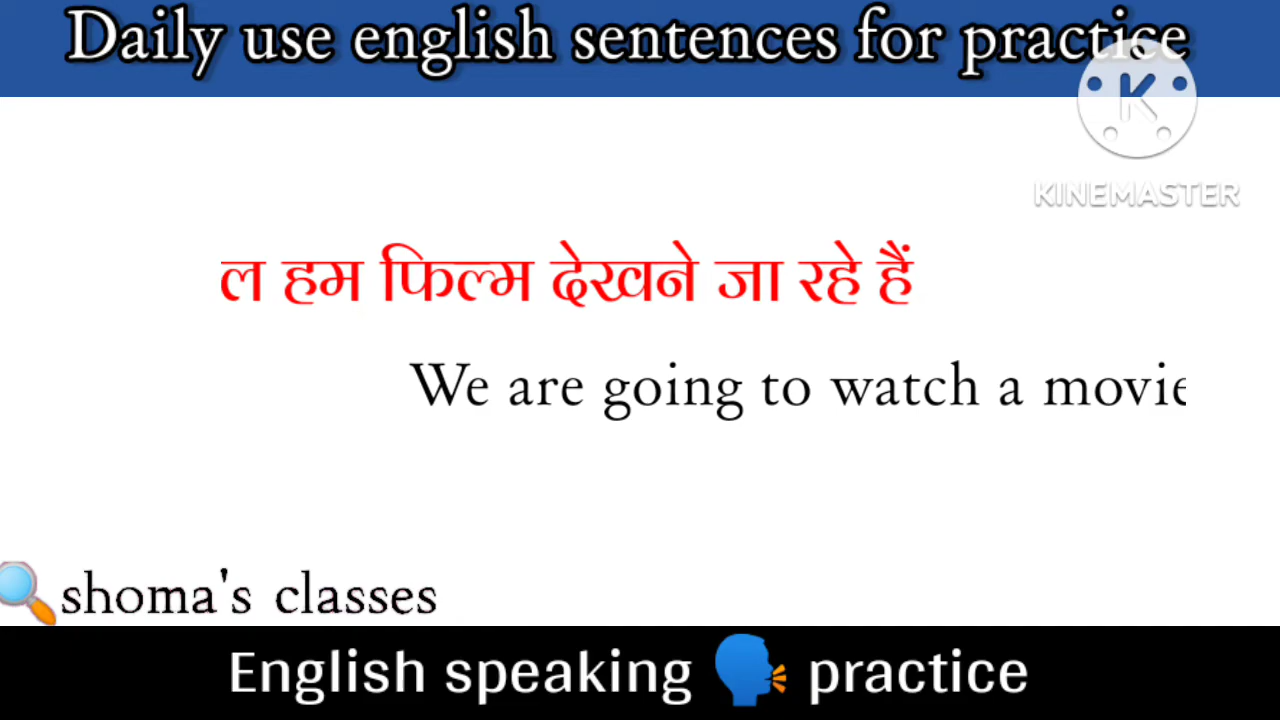 Daily use english sentences for practice
KINEMASTER
ल हम फिल्म देखने जा रहे हैं
We are going to watch a movie
shoma's classes
English speaking practice